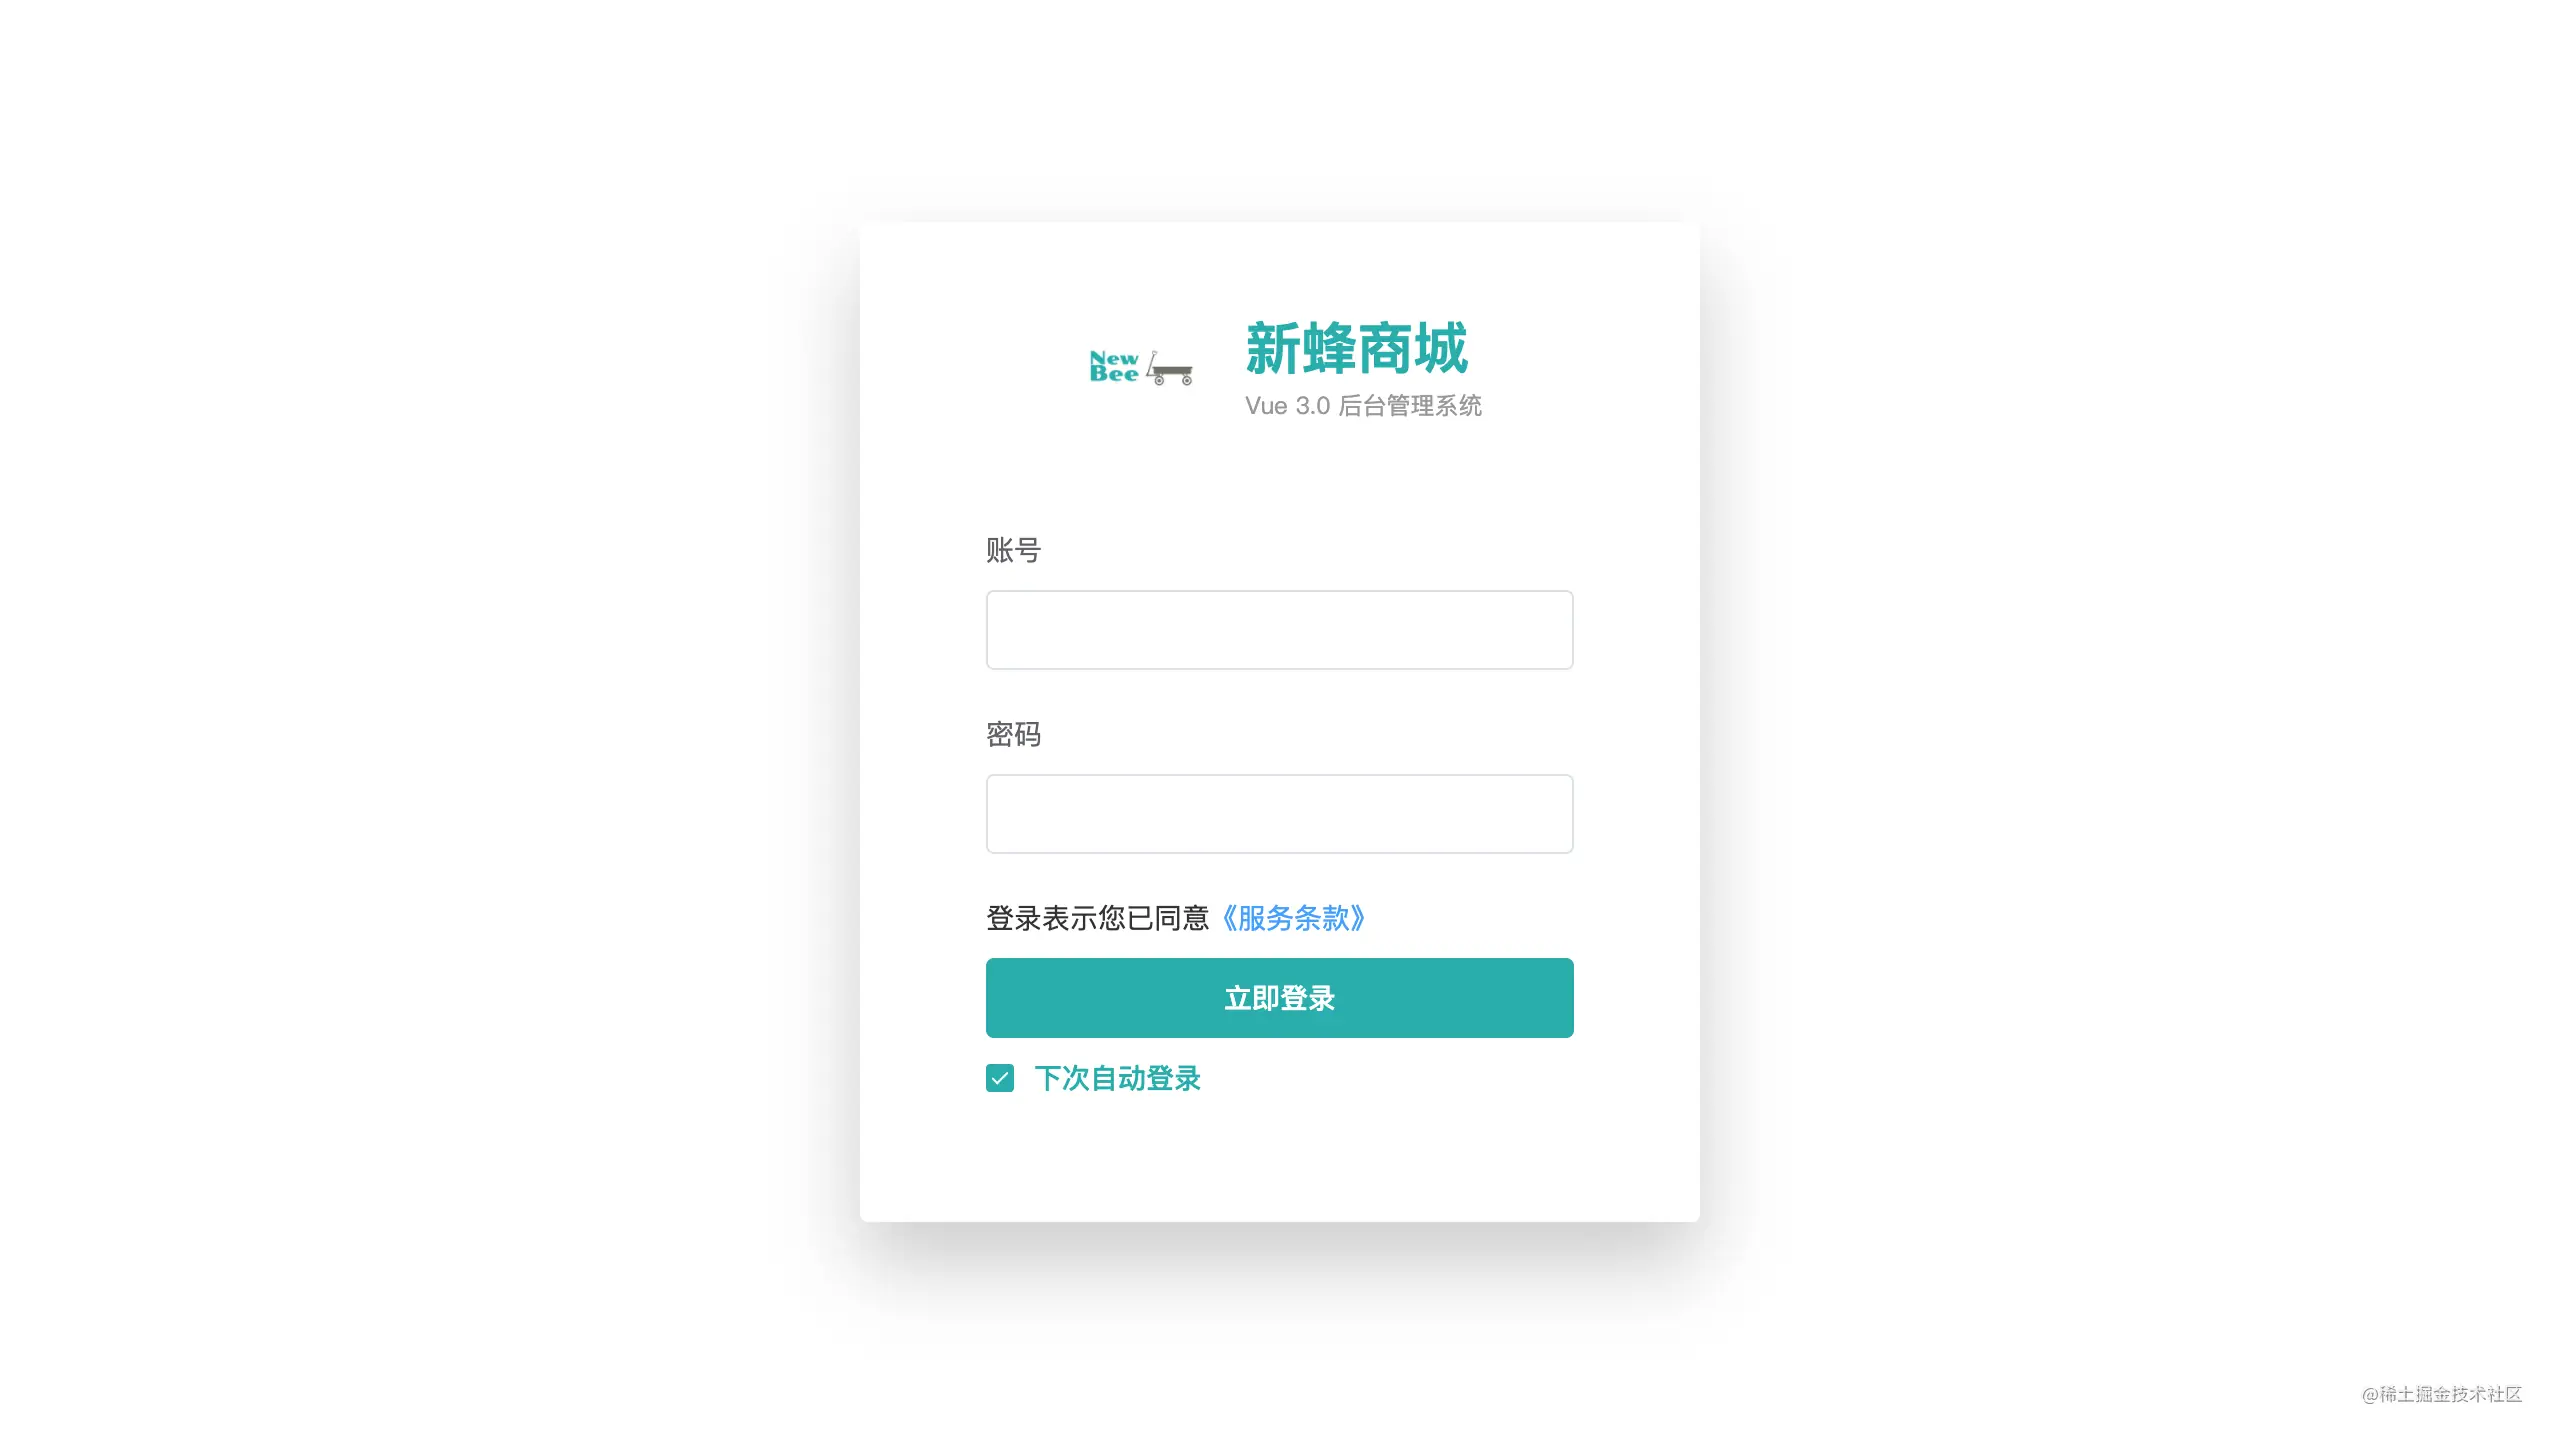 New
Bee
新蜂商城
Vue 3.0 后台管理系统
账号
密码
登录表示您已同意《服务条款》
立即登录
下次自动登录
@稀土掘金技术社区